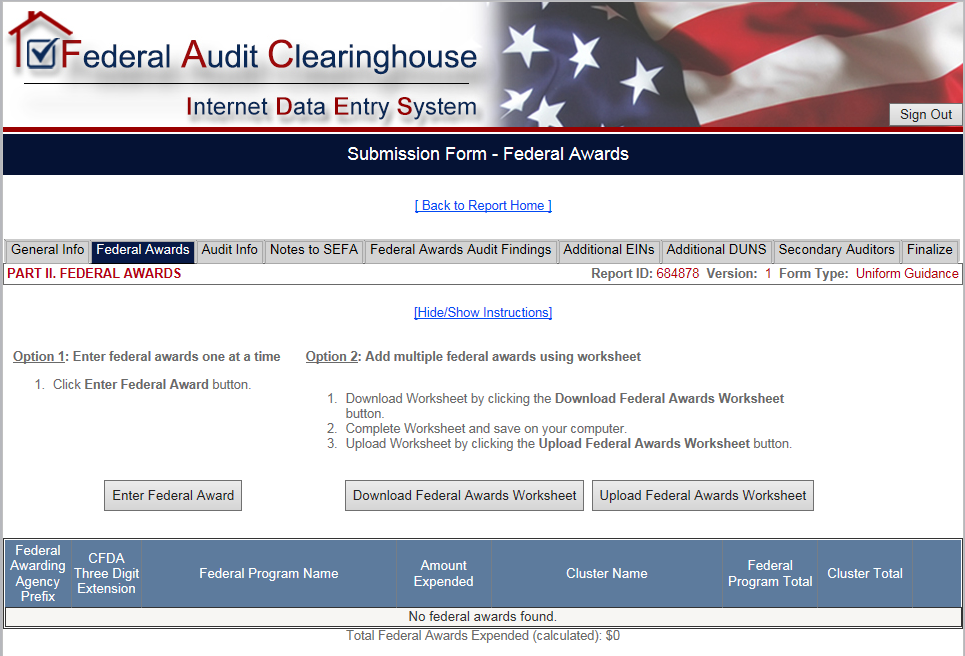 Federal Audit Clearinghouse
Internet Data Entry System
Sign Out
Submission Form - Federal Awards
[ Back to Report Home ]
General Info Federal Awards Audit Info Notes to SEFA Federal Awards Audit Findings Additional EINs Additional DUNS Secondary Auditors Finalize
PART II. FEDERAL AWARDS Report ID: 684878 Version: 1 Form Type: Uniform Guidance
[Hide/Show Instructions]
Option 1: Enter federal awards one at a time
1. Click Enter Federal Award button.
Option 2: Add multiple federal awards using worksheet
1. Download Worksheet by clicking the Download Federal Awards Worksheet
button.
2. Complete Worksheet and save on your computer.
3. Upload Worksheet by clicking the Upload Federal Awards Worksheet button.
Enter Federal Award
Download Federal Awards Worksheet
Upload Federal Awards Worksheet
Federal
Awarding
Agency
Prefix
CFDA
Three Digit
Extension
Federal Program Name
Amount
Expended
Cluster Name
Federal
Program Total
Cluster Total
No federal awards found.
Total Federal Awards Expended (calculated): $0